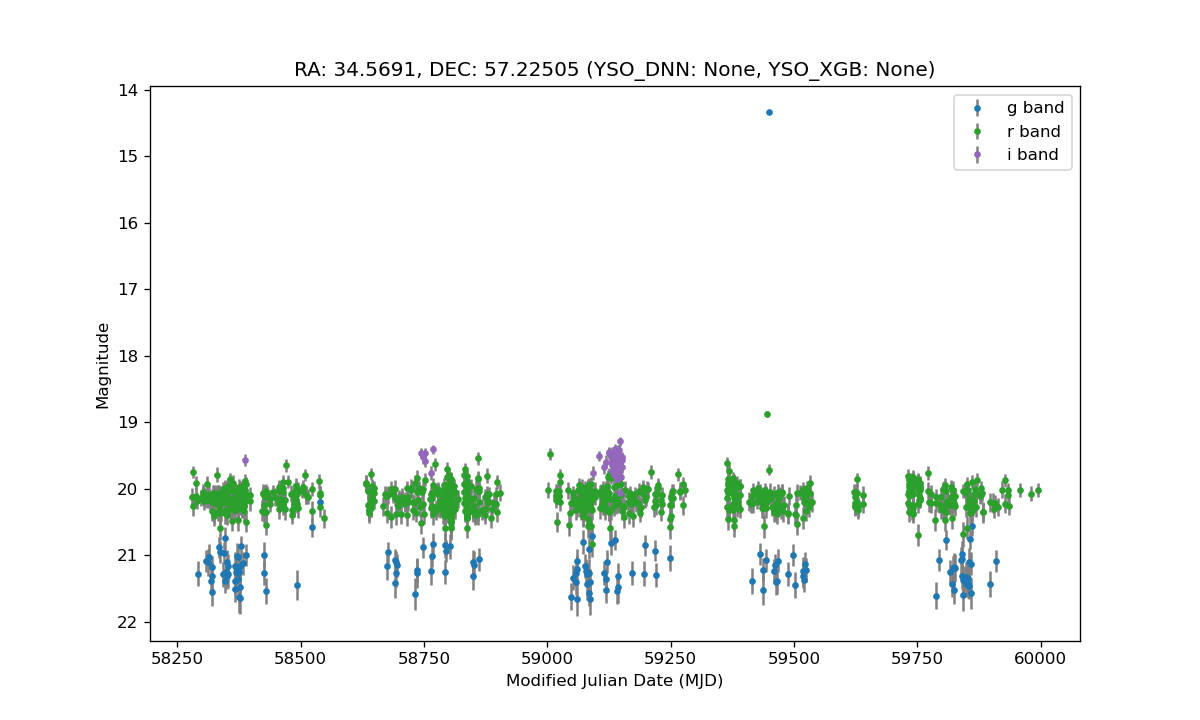 RA: 34.5691, DEC: 57.22505 (YSO_DNN: None, YSO_XGB: None)
14
15
16
17
18
19
20
21
22
Magnitude
g band
r band
i band
58250
58500
58750
59000
59250
59500
59750
60000
Modified Julian Date (MJD)